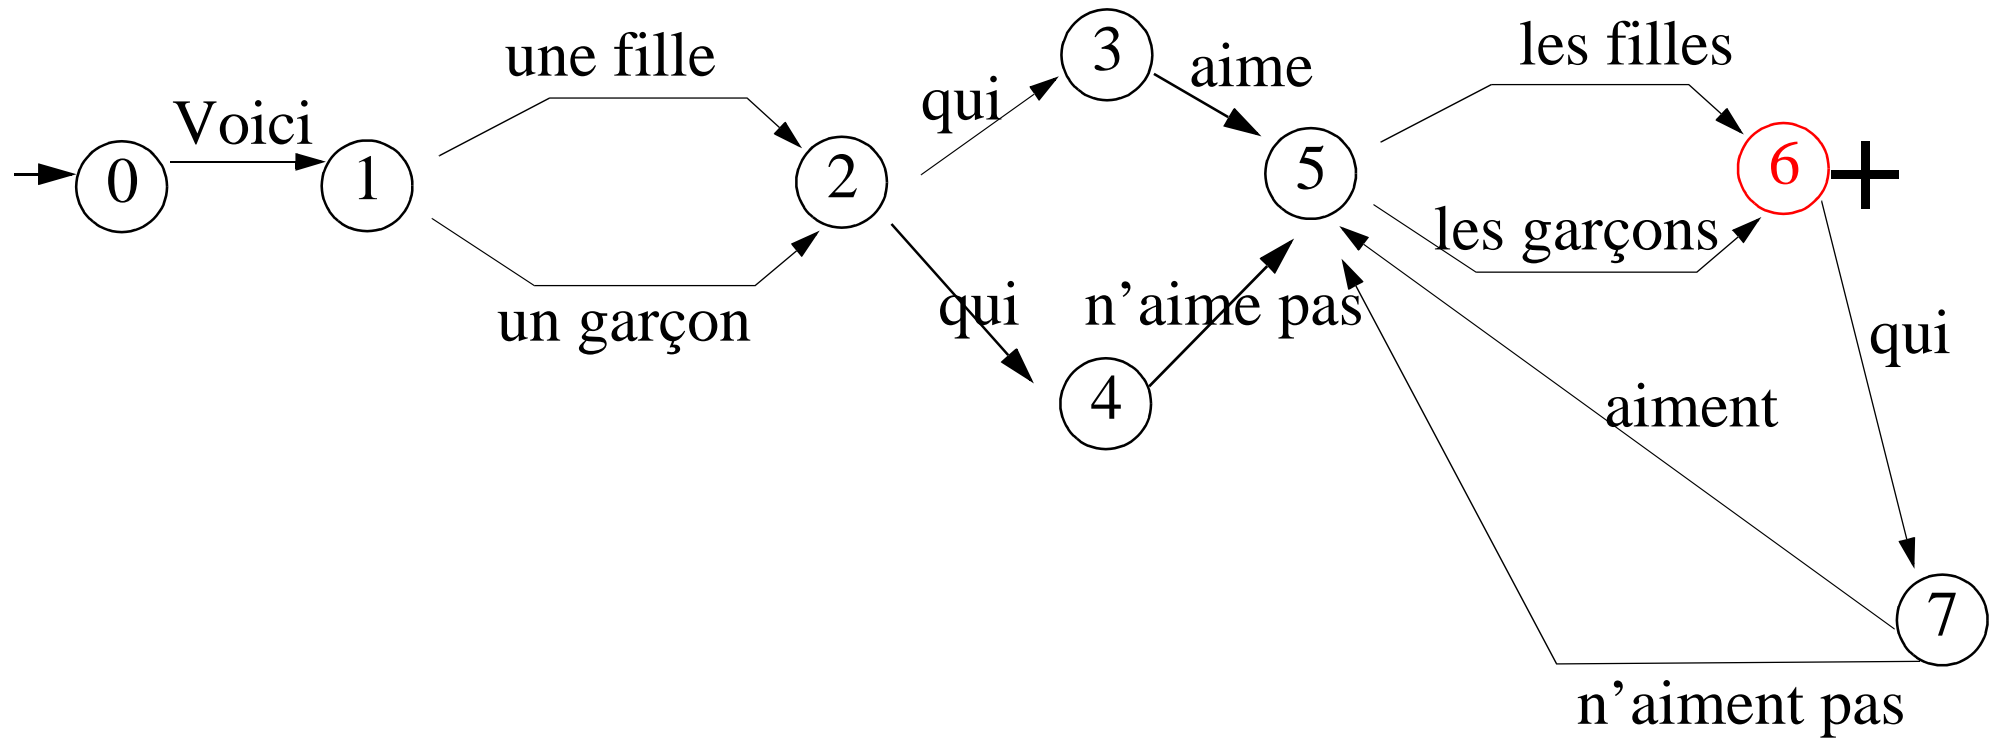 Voici
une fille
un garçon
qui
qui
aime
n'aime pas
les filles
les garçons
qui
aiment
n'aiment pas
0
1
2
3
4
5
6
+
7